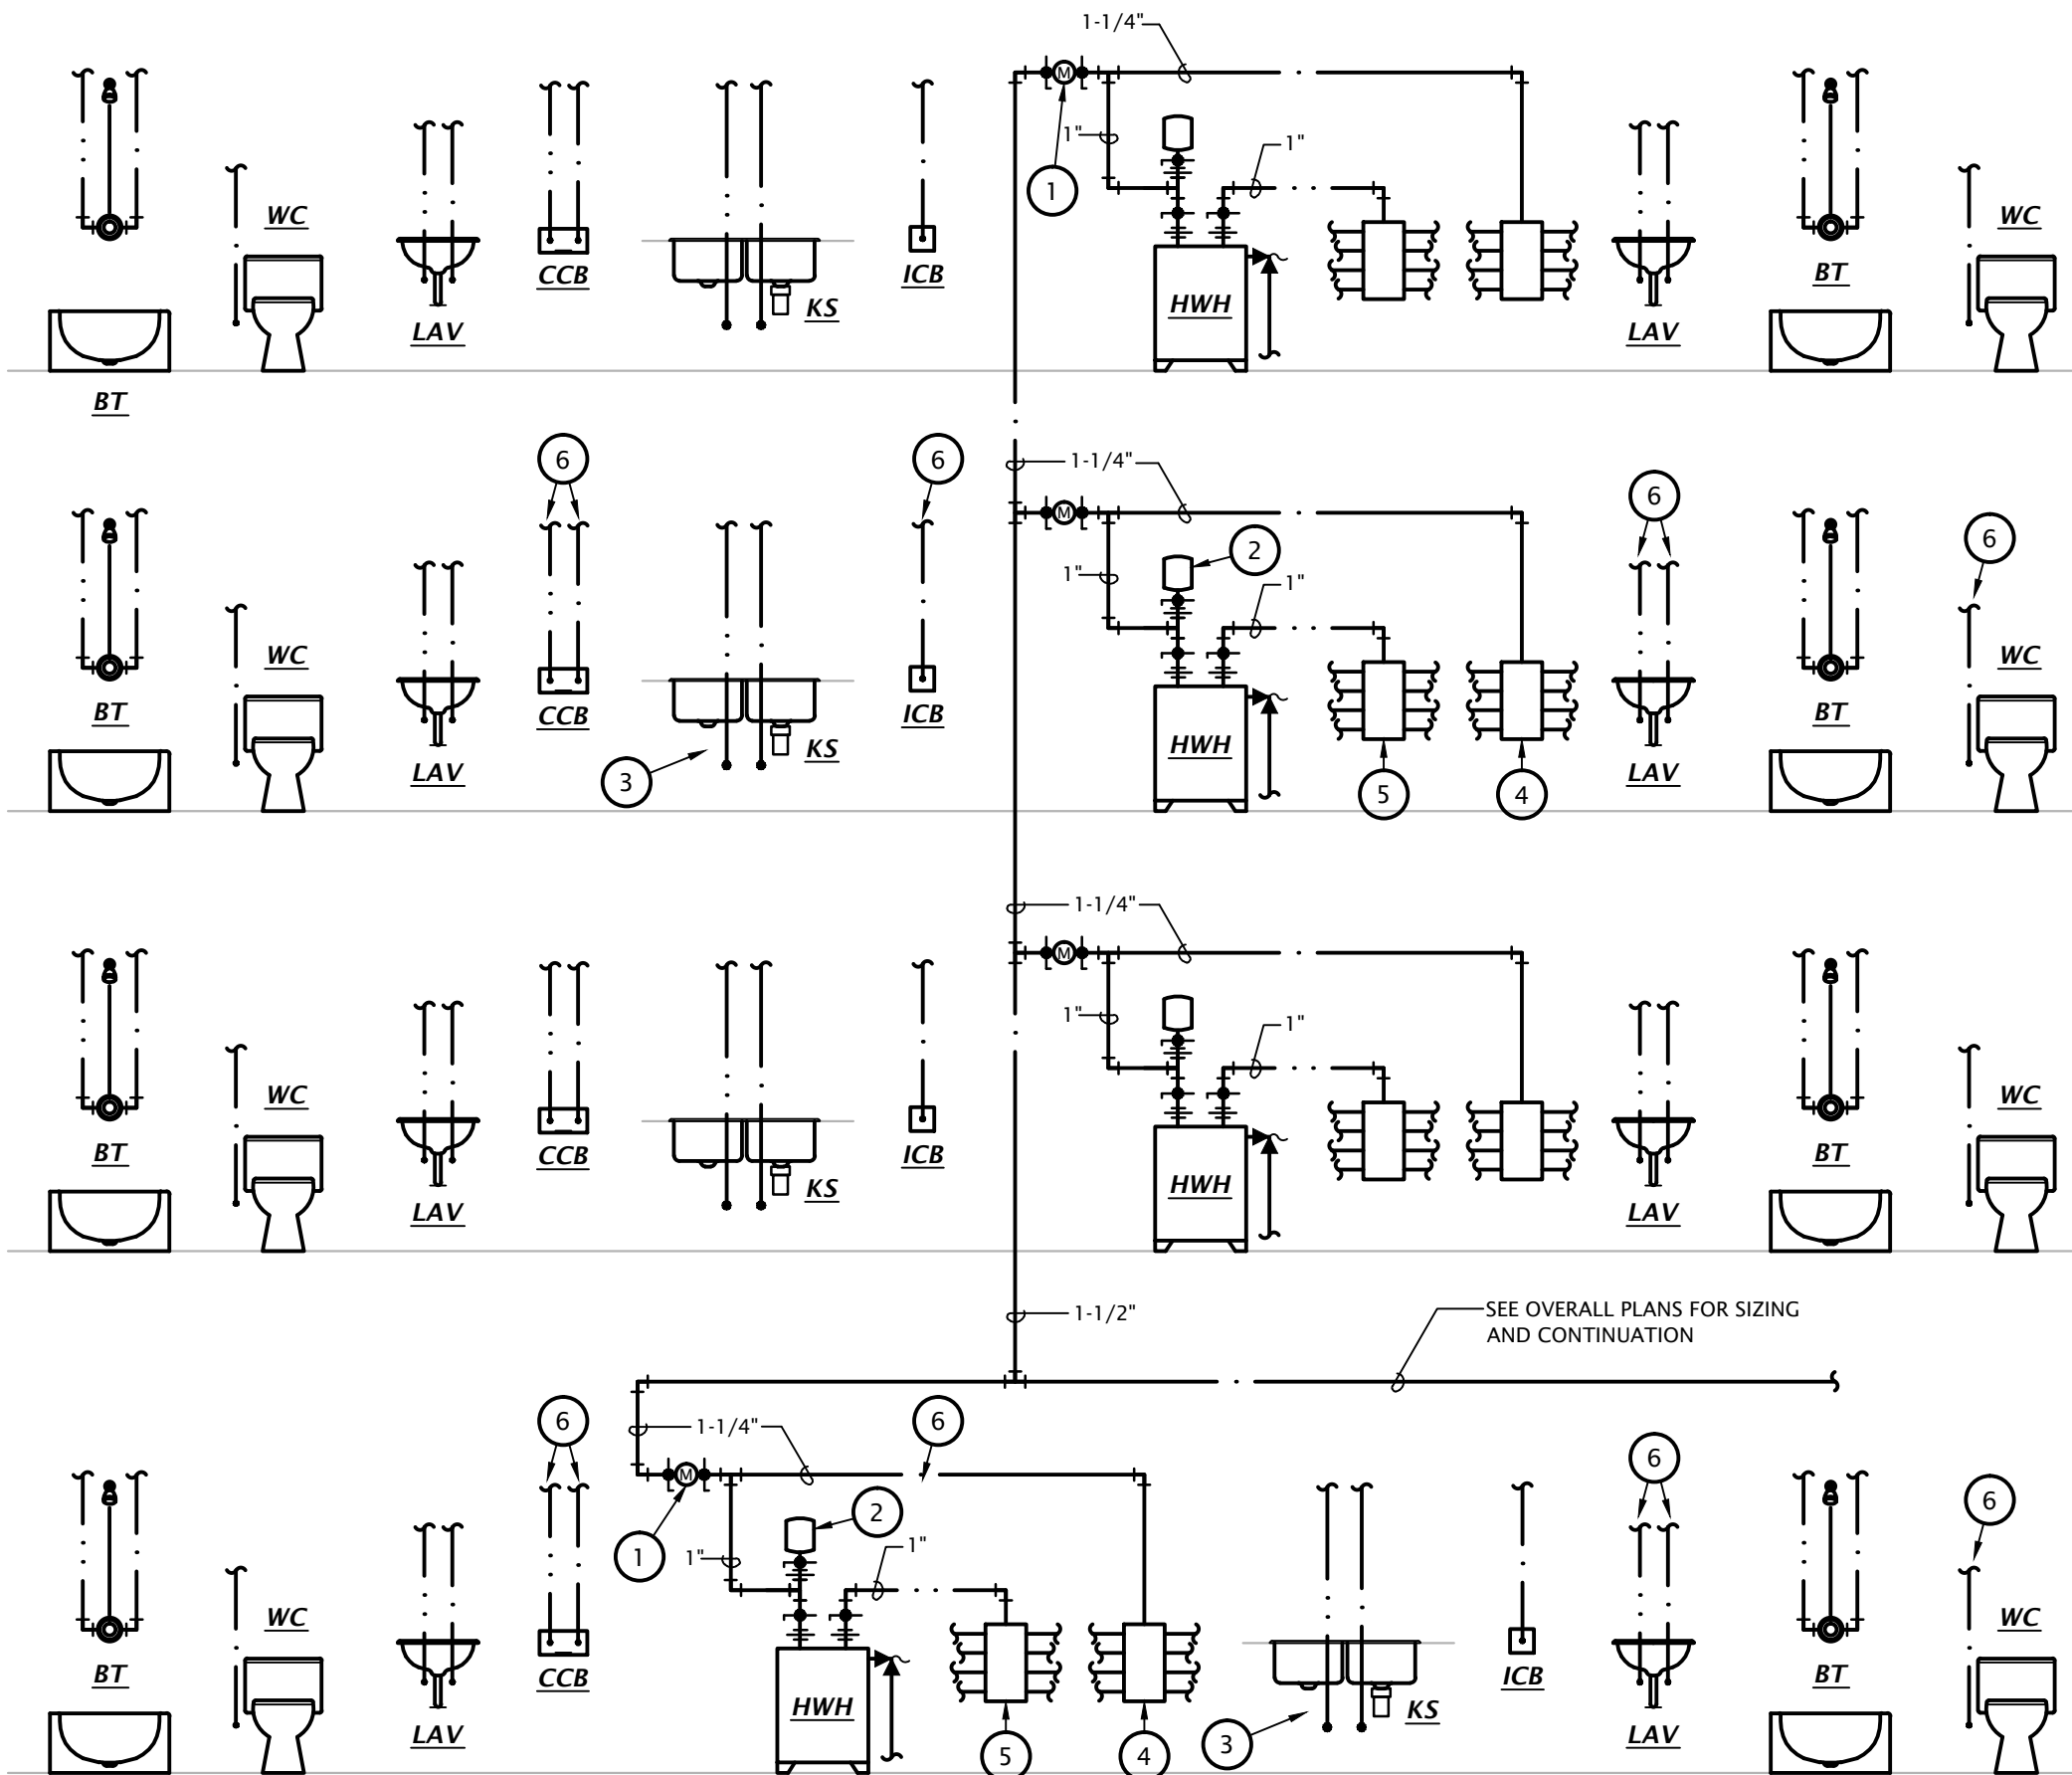 1-1/4"
M
1"
1"
1
WC
WC
CCB
ICB
BT
KS
HWH
LAV
LAV
BT
6
6
1-1/4"
6
M
6
2
1"
1"
WC
WC
BT
CCB
ICB
BT
KS
HWH
LAV
LAV
3
5
4
1-1/4"
M
1"
1"
WC
WC
BT
CCB
ICB
BT
KS
HWH
LAV
LAV
1-1/2"
SEE OVERALL PLANS FOR SIZING
AND CONTINUATION
6
1-1/4"
6
6
M
6
2
1
1"
1"
WC
WC
BT
CCB
ICB
BT
HWH
KS
LAV
LAV
5
4
3